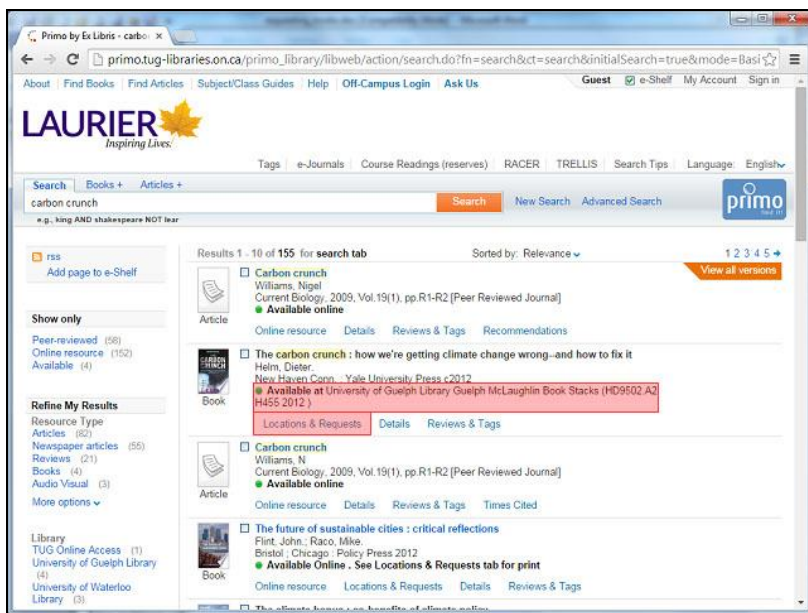 Primo by Ex Libris - carbo
primo.tug-libraries.on.ca/primo_library/libweb/action/search.do?fn=search&ct=search&initialSearch=true&mode=Basi
About Find Books Find Articles Subject/Class Guides Help Off-Campus Login Ask Us Guest e-Shelf My Account Sign in
LAURIER
Inspiring Lives.
Tags e-Journals Course Readings (reserves) RACER TRELLIS Search Tips Language: English
Search Books + Articles +
carbon crunch Search New Search Advanced Search primo
e.g., king AND shakespeare NOT lear
rss
Add page to e-Shelf
Show only
Peer-reviewed (58)
Online resource (152)
Available (4)
Refine My Results
Resource Type
Articles (82)
Newspaper articles (55)
Reviews (21)
Books (4)
Audio Visual (3)
More options
Library
TUG Online Access (1)
University of Guelph Library
(4)
University of Waterloo
Library (3)
Results 1 - 10 of 155 for search tab Sorted by: Relevance 1 2 3 4 5
View all versions
Carbon crunch
Williams, Nigel
Current Biology, 2009, Vol.19(1), pp.R1-R2 [Peer Reviewed Journal]
Available online
Article
Online resource Details Reviews & Tags Recommendations
The carbon crunch : how we're getting climate change wrong--and how to fix it
Helm, Dieter.
New Haven Conn. : Yale University Press c2012
Available at University of Guelph Library Guelph McLaughlin Book Stacks (HD9502 .A2
H455 2012 )
Book
Locations & Requests Details Reviews & Tags
Carbon crunch
Williams, N
Current Biology, 2009, Vol.19(1), pp.R1-R2 [Peer Reviewed Journal]
Available online
Article
Online resource Details Reviews & Tags Times Cited
The future of sustainable cities : critical reflections
Flint, John.; Raco, Mike.
Bristol ; Chicago : Policy Press 2012
Available Online . See Locations & Requests tab for print
Book
Online resource Locations & Requests Details Reviews & Tags